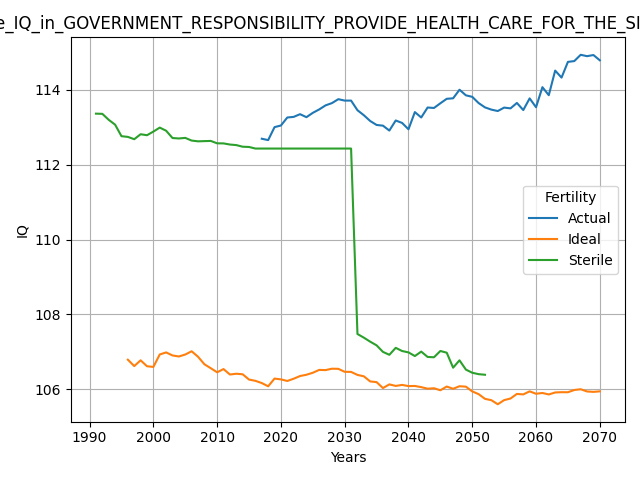 e_IQ_in_GOVERNMENT_RESPONSIBILITY_PROVIDE_HEALTH_CARE_FOR_THE_SI
114
112
110
108
106
IQ
1990
2000
2010
2020
2030
2040
2050
2060
2070
Years
Fertility
Actual
Ideal
Sterile